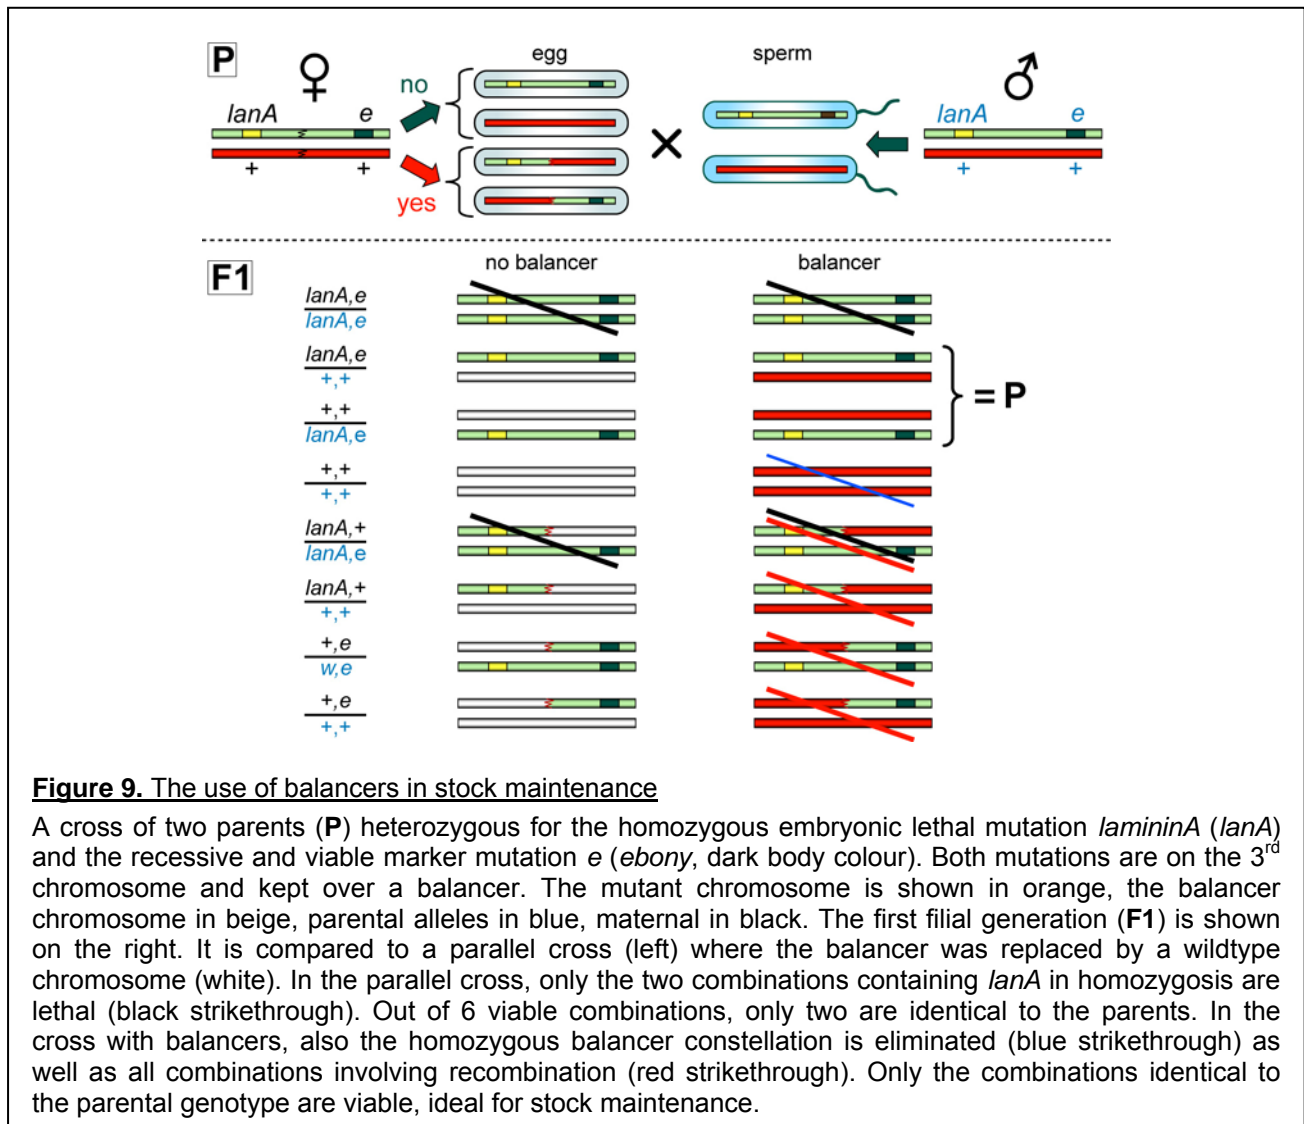 P
egg
sperm
♀
♂
no
lanA e
lanA e
+ +
+ +
yes
×
F1
no balancer
balancer
lanA,e
lanA,e
lanA,e
+,+
= P
+,+
lanA,e
+,+
+,+
lanA,+
lanA,e
lanA,+
+,+
+,e
w,e
+,e
+,+
Figure 9. The use of balancers in stock maintenance
A cross of two parents (P) heterozygous for the homozygous embryonic lethal mutation lamininA (lanA)
and the recessive and viable marker mutation e (ebony, dark body colour). Both mutations are on the 3rd
chromosome and kept over a balancer. The mutant chromosome is shown in orange, the balancer
chromosome in beige, parental alleles in blue, maternal in black. The first filial generation (F1) is shown
on the right. It is compared to a parallel cross (left) where the balancer was replaced by a wildtype
chromosome (white). In the parallel cross, only the two combinations containing lanA in homozygosis are
lethal (black strikethrough). Out of 6 viable combinations, only two are identical to the parents. In the
cross with balancers, also the homozygous balancer constellation is eliminated (blue strikethrough) as
well as all combinations involving recombination (red strikethrough). Only the combinations identical to
the parental genotype are viable, ideal for stock maintenance.